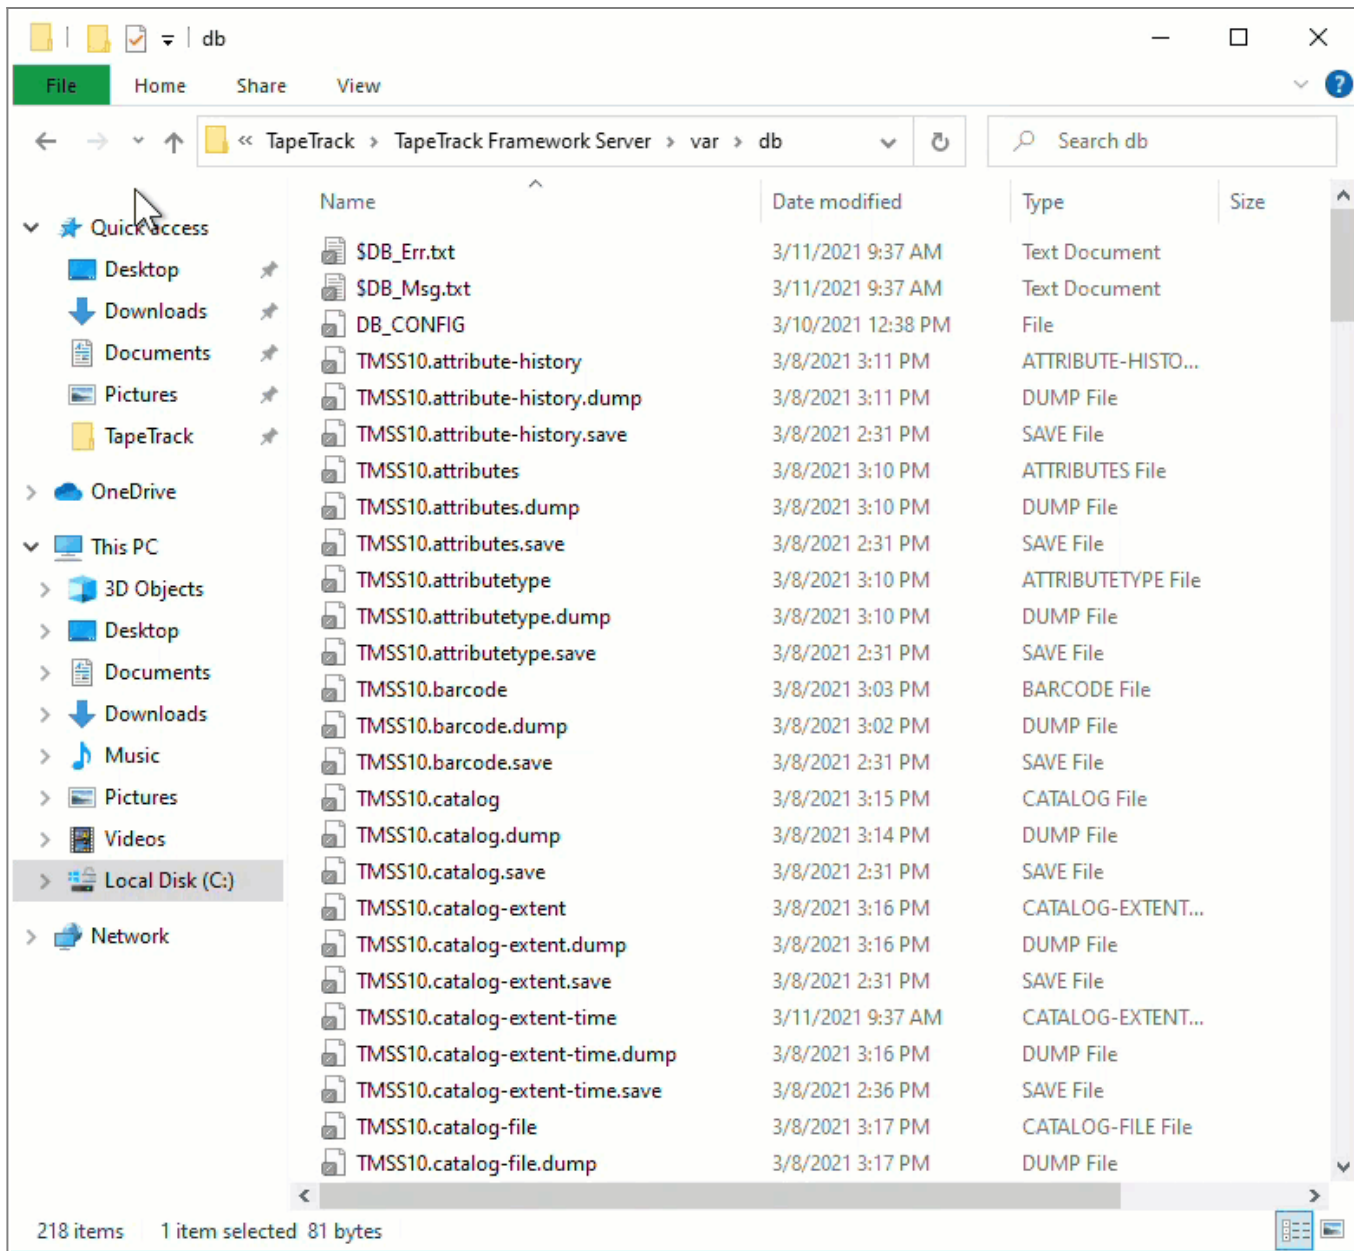 db
File Home Share View ?
« TapeTrack > TapeTrack Framework Server > var > db Search db
Name Date modified Type Size
Quick access
Desktop
Downloads
Documents
Pictures
TapeTrack
OneDrive
This PC
3D Objects
Desktop
Documents
Downloads
Music
Pictures
Videos
Local Disk (C:)
Network
$DB_Err.txt 3/11/2021 9:37 AM Text Document
$DB_Msg.txt 3/11/2021 9:37 AM Text Document
DB_CONFIG 3/10/2021 12:38 PM File
TMSS10.attribute-history 3/8/2021 3:11 PM ATTRIBUTE-HISTO...
TMSS10.attribute-history.dump 3/8/2021 3:11 PM DUMP File
TMSS10.attribute-history.save 3/8/2021 2:31 PM SAVE File
TMSS10.attributes 3/8/2021 3:10 PM ATTRIBUTES File
TMSS10.attributes.dump 3/8/2021 3:10 PM DUMP File
TMSS10.attributes.save 3/8/2021 2:31 PM SAVE File
TMSS10.attributetype 3/8/2021 3:10 PM ATTRIBUTETYPE File
TMSS10.attributetype.dump 3/8/2021 3:10 PM DUMP File
TMSS10.attributetype.save 3/8/2021 2:31 PM SAVE File
TMSS10.barcode 3/8/2021 3:03 PM BARCODE File
TMSS10.barcode.dump 3/8/2021 3:02 PM DUMP File
TMSS10.barcode.save 3/8/2021 2:31 PM SAVE File
TMSS10.catalog 3/8/2021 3:15 PM CATALOG File
TMSS10.catalog.dump 3/8/2021 3:14 PM DUMP File
TMSS10.catalog.save 3/8/2021 2:31 PM SAVE File
TMSS10.catalog-extent 3/8/2021 3:16 PM CATALOG-EXTENT...
TMSS10.catalog-extent.dump 3/8/2021 3:16 PM DUMP File
TMSS10.catalog-extent.save 3/8/2021 2:31 PM SAVE File
TMSS10.catalog-extent-time 3/11/2021 9:37 AM CATALOG-EXTENT...
TMSS10.catalog-extent-time.dump 3/8/2021 3:16 PM DUMP File
TMSS10.catalog-extent-time.save 3/8/2021 2:36 PM SAVE File
TMSS10.catalog-file 3/8/2021 3:17 PM CATALOG-FILE File
TMSS10.catalog-file.dump 3/8/2021 3:17 PM DUMP File
218 items 1 item selected 81 bytes